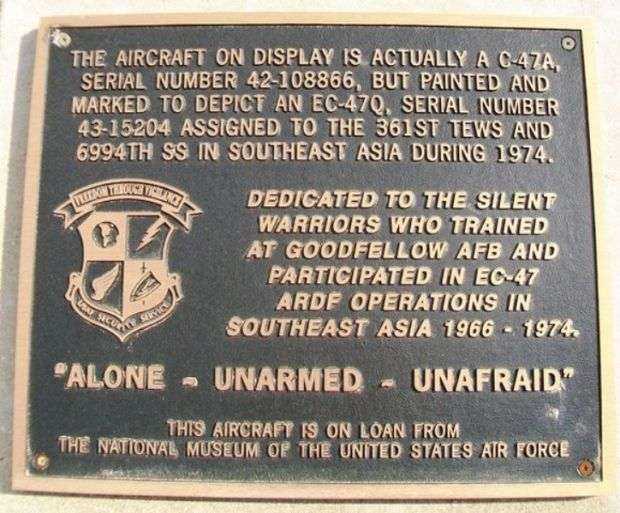 THE AIRCRAFT ON DISPLAY IS ACTUALLY A C-47A,
SERIAL NUMBER 42-108866, BUT PAINTED AND
MARKED TO DEPICT AN EC-47Q, SERIAL NUMBER
43-15204 ASSIGNED TO THE 361ST TEWS AND
6994TH SS IN SOUTHEAST ASIA DURING 1974.
FREEDOM THROUGH VIGILANCE
USAF SECURITY SERVICE
DEDICATED TO THE SILENT
WARRIORS WHO TRAINED
AT GOODFELLOW AFB AND
PARTICIPATED IN EC-47
ARDF OPERATIONS IN
SOUTHEAST ASIA 1966 - 1974.
"ALONE - UNARMED - UNAFRAID"
THIS AIRCRAFT IS ON LOAN FROM
THE NATIONAL MUSEUM OF THE UNITED STATES AIR FORCE